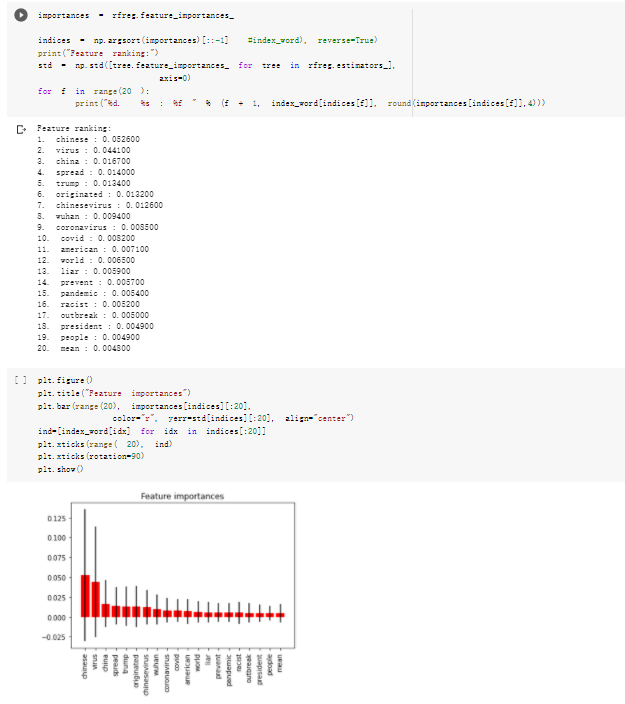 importances = rfreg.feature_importances_
indices = np.argsort(importances)[::-1] #index_word), reverse=True)
print("Feature ranking:")
std = np.std([tree.feature_importances_ for tree in rfreg.estimators_],
axis=0)
for f in range(20 ):
print("%d. %s : %f " % (f + 1, index_word[indices[f]], round(importances[indices[f]],4)))
Feature ranking:
1. chinese : 0.052600
2. virus : 0.044100
3. china : 0.016700
4. spread : 0.014000
5. trump : 0.013400
6. originated : 0.013200
7. chinesevirus : 0.012600
8. wuhan : 0.009400
9. coronavirus : 0.008500
10. covid : 0.008200
11. american : 0.007100
12. world : 0.006500
13. liar : 0.005900
14. prevent : 0.005700
15. pandemic : 0.005400
16. racist : 0.005200
17. outbreak : 0.005000
18. president : 0.004900
19. people : 0.004900
20. mean : 0.004800
[ ] plt.figure()
plt.title("Feature importances")
plt.bar(range(20), importances[indices][:20],
color="r", yerr=std[indices][:20], align="center")
ind=[index_word[idx] for idx in indices[:20]]
plt.xticks(range( 20), ind)
plt.xticks(rotation=90)
plt.show()
Feature importances
0.125
0.100
0.075
0.050
0.025
0.000
−0.025
chinese
virus
china
spread
trump
originated
chinesevirus
wuhan
coronavirus
covid
american
world
liar
prevent
pandemic
racist
outbreak
president
people
mean